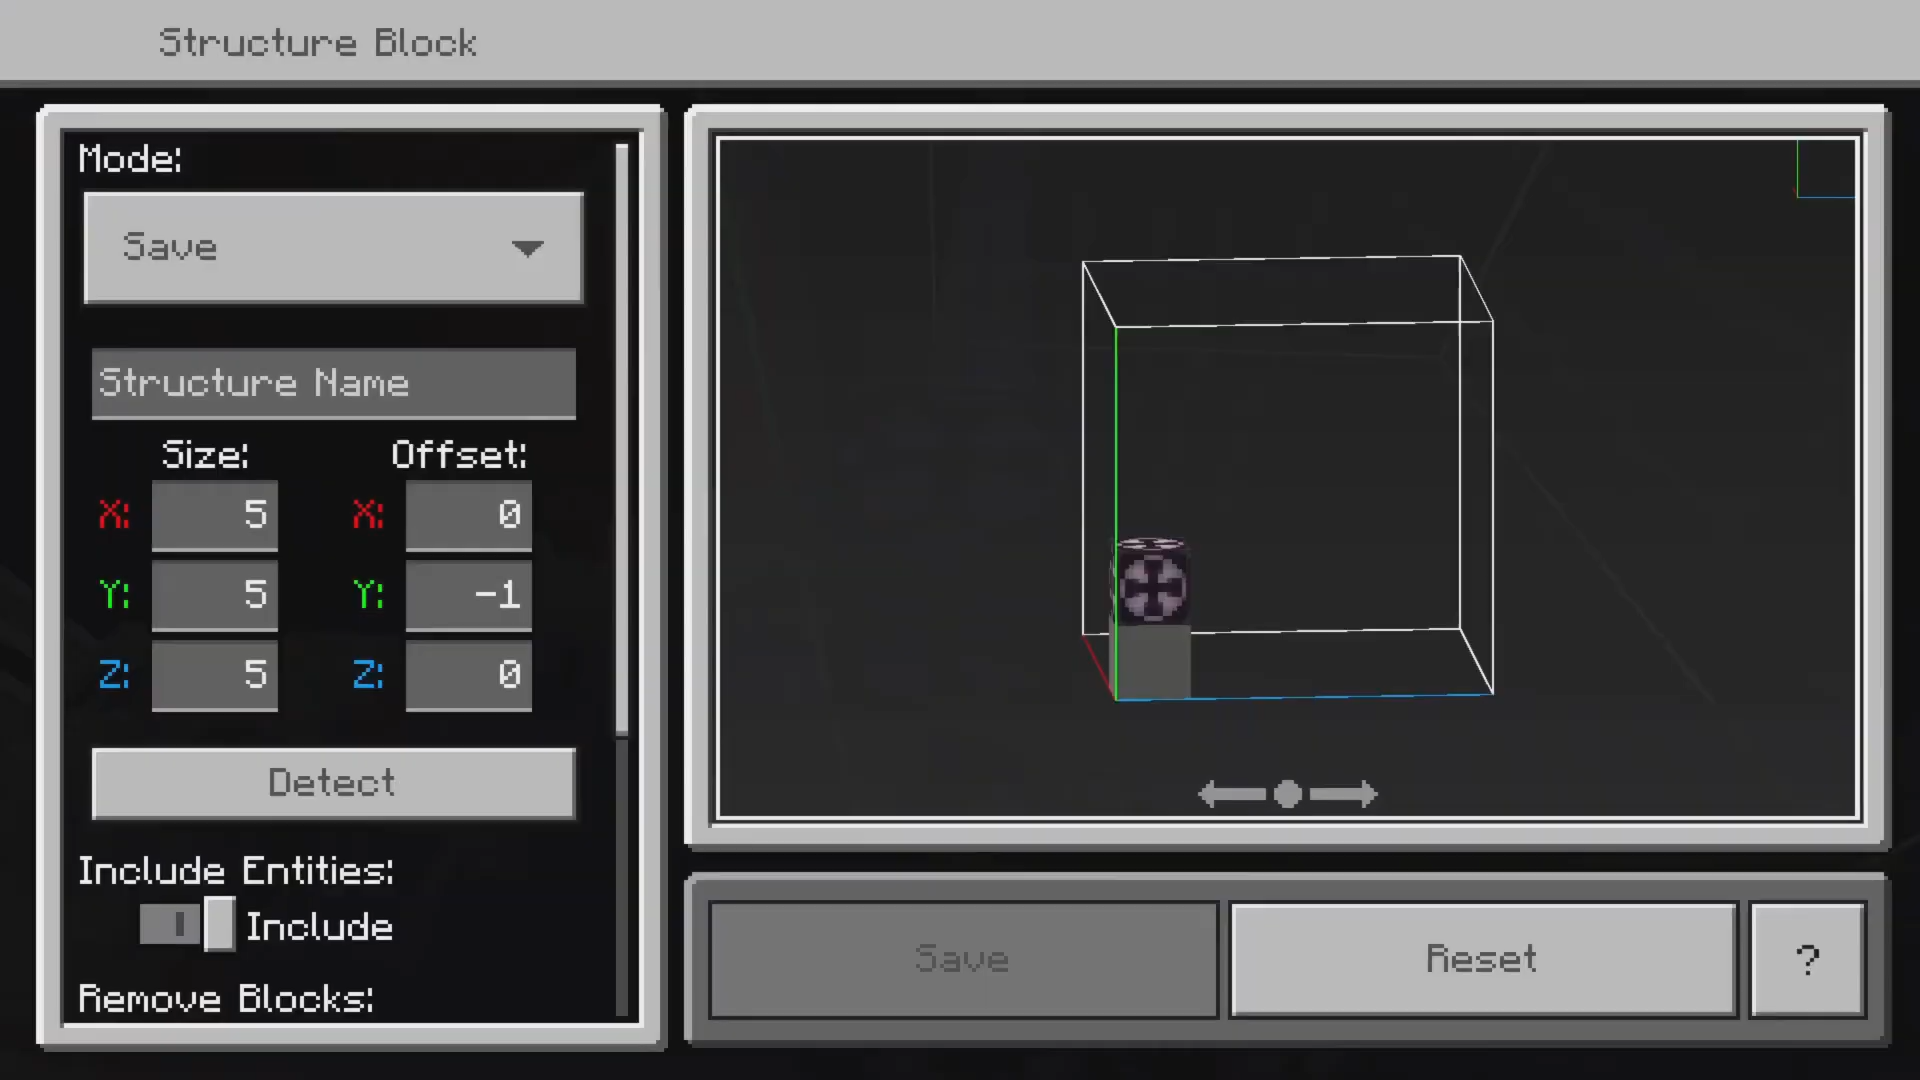 Structure Block
Mode:
Save
Structure Name
Size: Offset:
X: 5 X: 0
Y: 5 Y: -1
Z: 5 Z: 0
Detect
Include Entities:
Include
Remove Blocks:
Save Reset ?